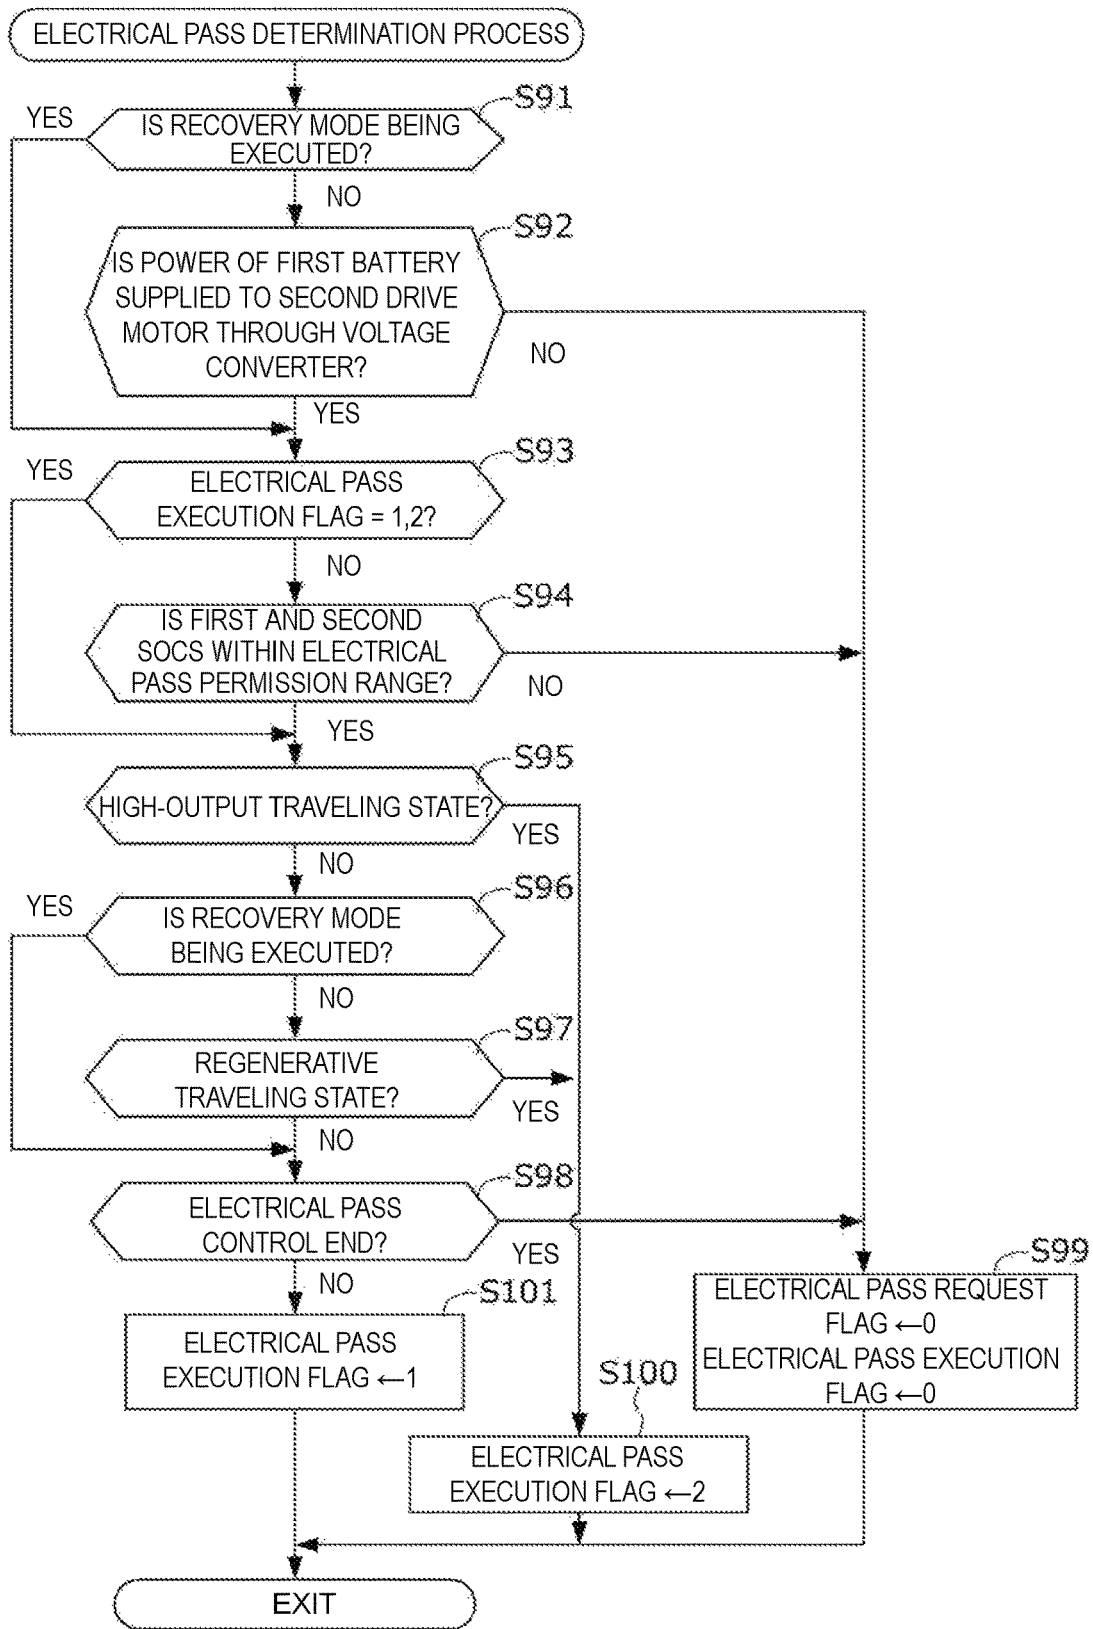 ELECTRICAL PASS DETERMINATION PROCESS
S91
YES
IS RECOVERY MODE BEING
EXECUTED?
NO
S92
IS POWER OF FIRST BATTERY
SUPPLIED TO SECOND DRIVE
MOTOR THROUGH VOLTAGE
CONVERTER?
NO
YES
S93
YES
ELECTRICAL PASS
EXECUTION FLAG = 1,2?
NO
S94
IS FIRST AND SECOND
SOCS WITHIN ELECTRICAL
PASS PERMISSION RANGE?
NO
YES
S95
HIGH-OUTPUT TRAVELING STATE?
YES
NO
S96
YES
IS RECOVERY MODE
BEING EXECUTED?
NO
S97
REGENERATIVE
TRAVELING STATE?
YES
NO
S98
ELECTRICAL PASS
CONTROL END?
YES
NO
S99
ELECTRICAL PASS REQUEST
FLAG ←0
ELECTRICAL PASS EXECUTION
FLAG ←0
S101
ELECTRICAL PASS
EXECUTION FLAG ←1
S100
ELECTRICAL PASS
EXECUTION FLAG ←2
EXIT